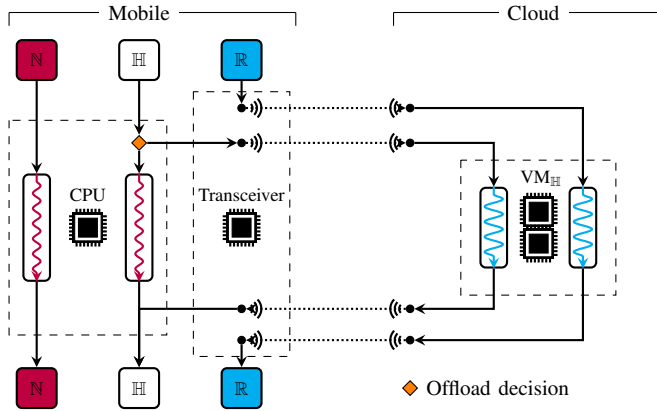 Mobile
Cloud
ℕ
ℍ
ℝ
CPU
Transceiver
VMℍ
ℕ
ℍ
ℝ
Offload decision